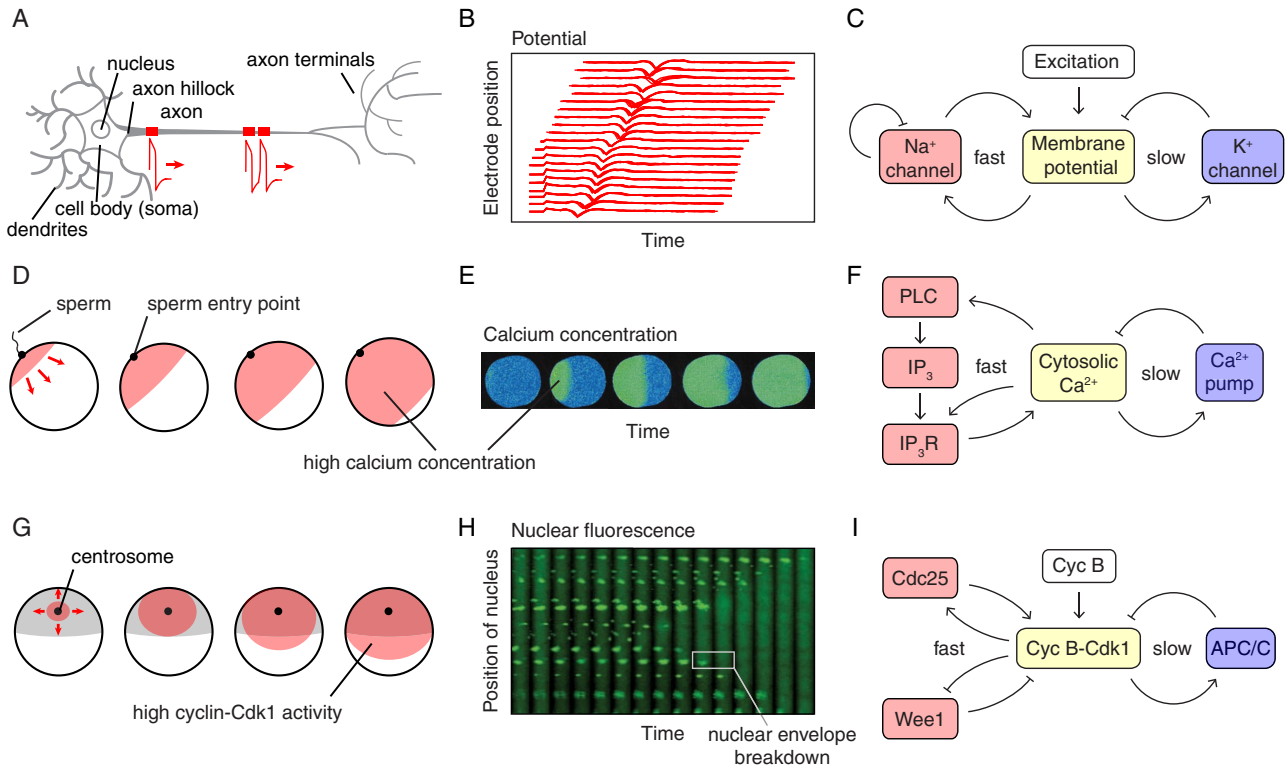 A
nucleus
axon hillock
axon
axon terminals
cell body (soma)
dendrites
B
Potential
Electrode position
Time
C
Excitation
Na⁺
channel
fast
Membrane
potential
slow
K⁺
channel
D
sperm
sperm entry point
high calcium concentration
E
Calcium concentration
Time
F
PLC
IP₃
IP₃R
fast
Cytosolic
Ca²⁺
slow
Ca²⁺
pump
G
centrosome
high cyclin-Cdk1 activity
H
Nuclear fluorescence
Position of nucleus
Time
nuclear envelope
breakdown
I
Cdc25
Cyc B
fast
Cyc B-Cdk1
slow
APC/C
Wee1